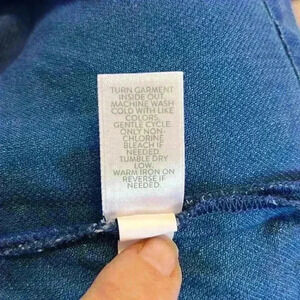 TURN GARMENT
INSIDE OUT.
MACHINE WASH
COLD WITH LIKE
COLORS,
GENTLE CYCLE.
ONLY NON-
CHLORINE
BLEACH IF
NEEDED.
TUMBLE DRY
LOW.
WARM IRON ON
REVERSE IF
NEEDED.